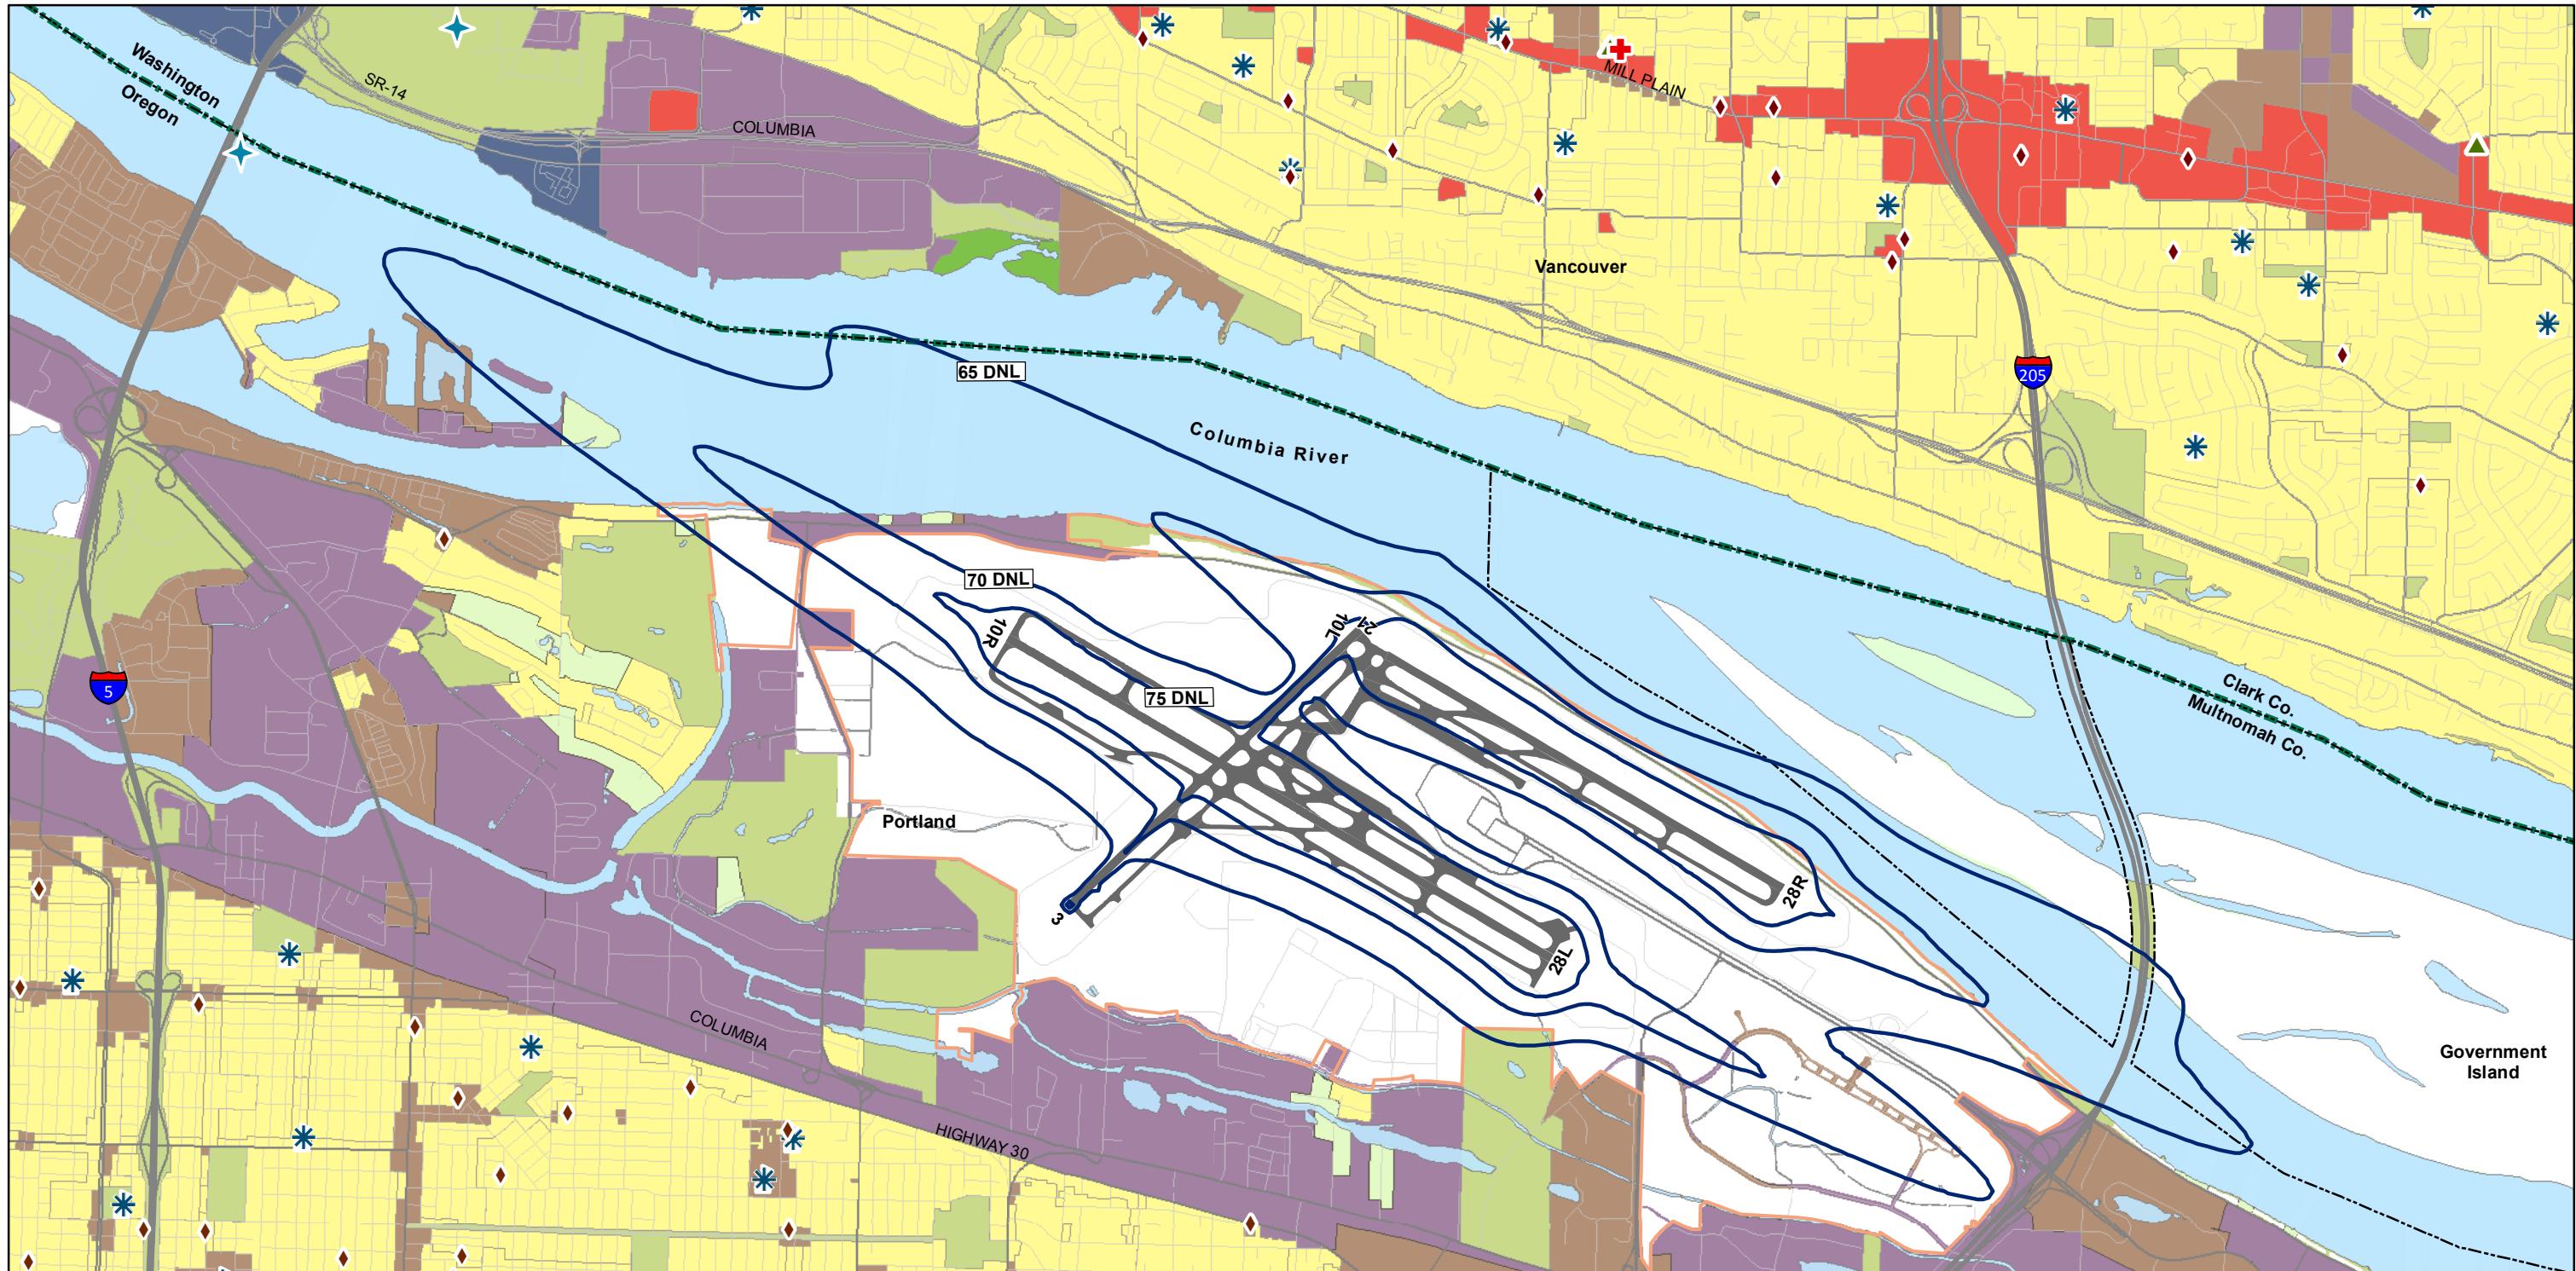 Washington
Oregon
SR-14
COLUMBIA
MILL PLAIN
Vancouver
205
65 DNL
Columbia River
70 DNL
10R
10L
21
75 DNL
5
Clark Co.
Multnomah Co.
Portland
3
28R
28L
COLUMBIA
HIGHWAY 30
Government
Island